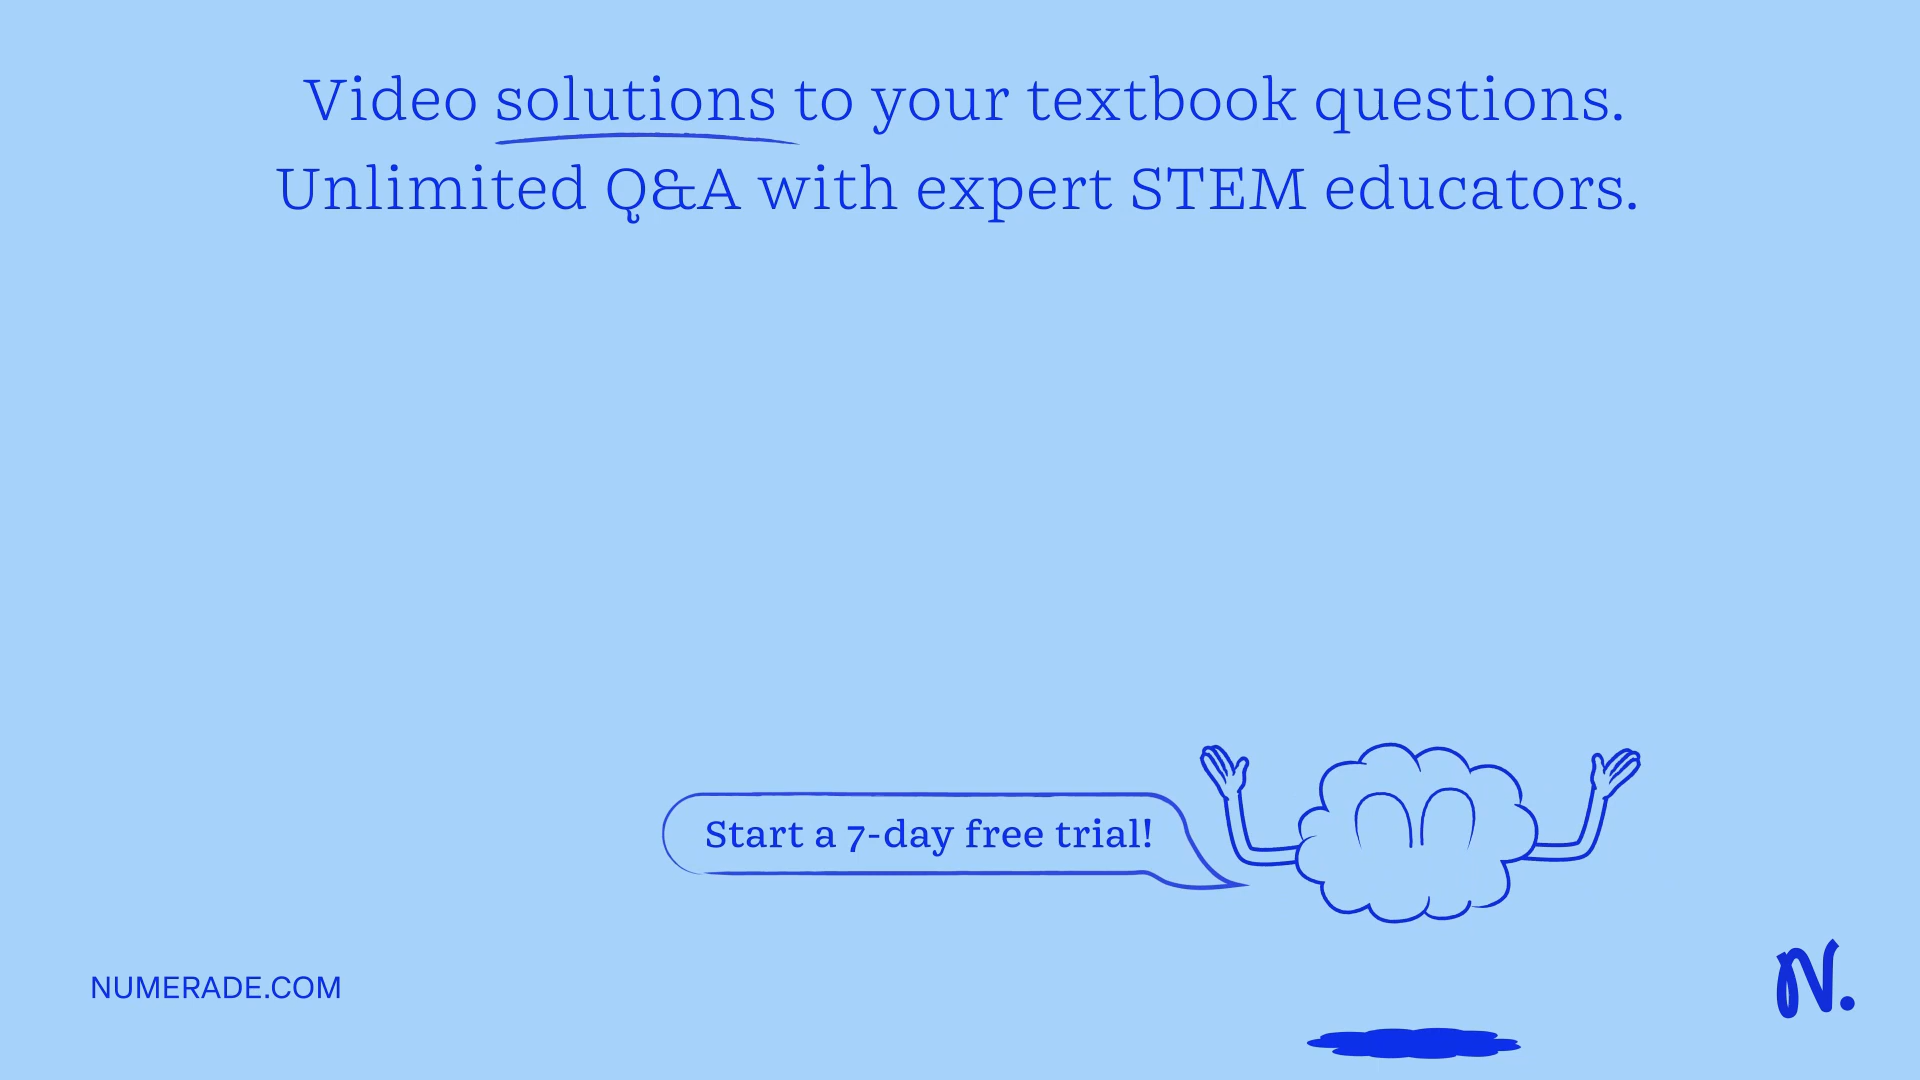 Video solutions to your textbook questions.
Unlimited Q&A with expert STEM educators.
Start a 7-day free trial!
NUMERADE.COM
N.